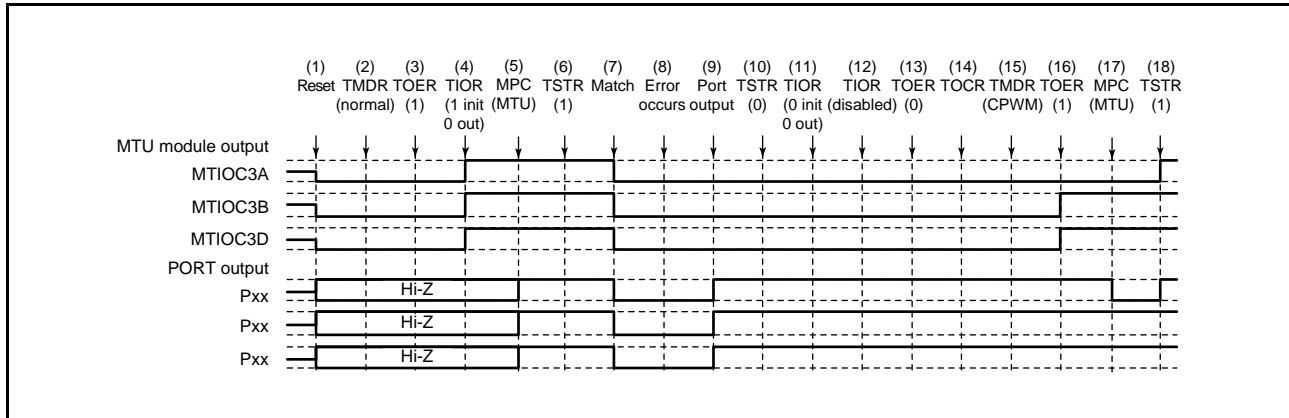 (1) (2) (3) (4) (5) (6) (7) (8) (9) (10) (11) (12) (13) (14) (15) (16) (17) (18)
Reset TMDR TOER TIOR MPC TSTR Match Error Port TSTR TIOR TIOR TOER TOCR TMDR TOER MPC TSTR
(normal) (1) (1 init (MTU) (1) occurs output (0) (0 init (disabled) (0) (CPWM) (1) (MTU) (1)
0 out) 0 out)
MTU module output
MTIOC3A
MTIOC3B
MTIOC3D
PORT output
Pxx Hi-Z
Pxx Hi-Z
Pxx Hi-Z